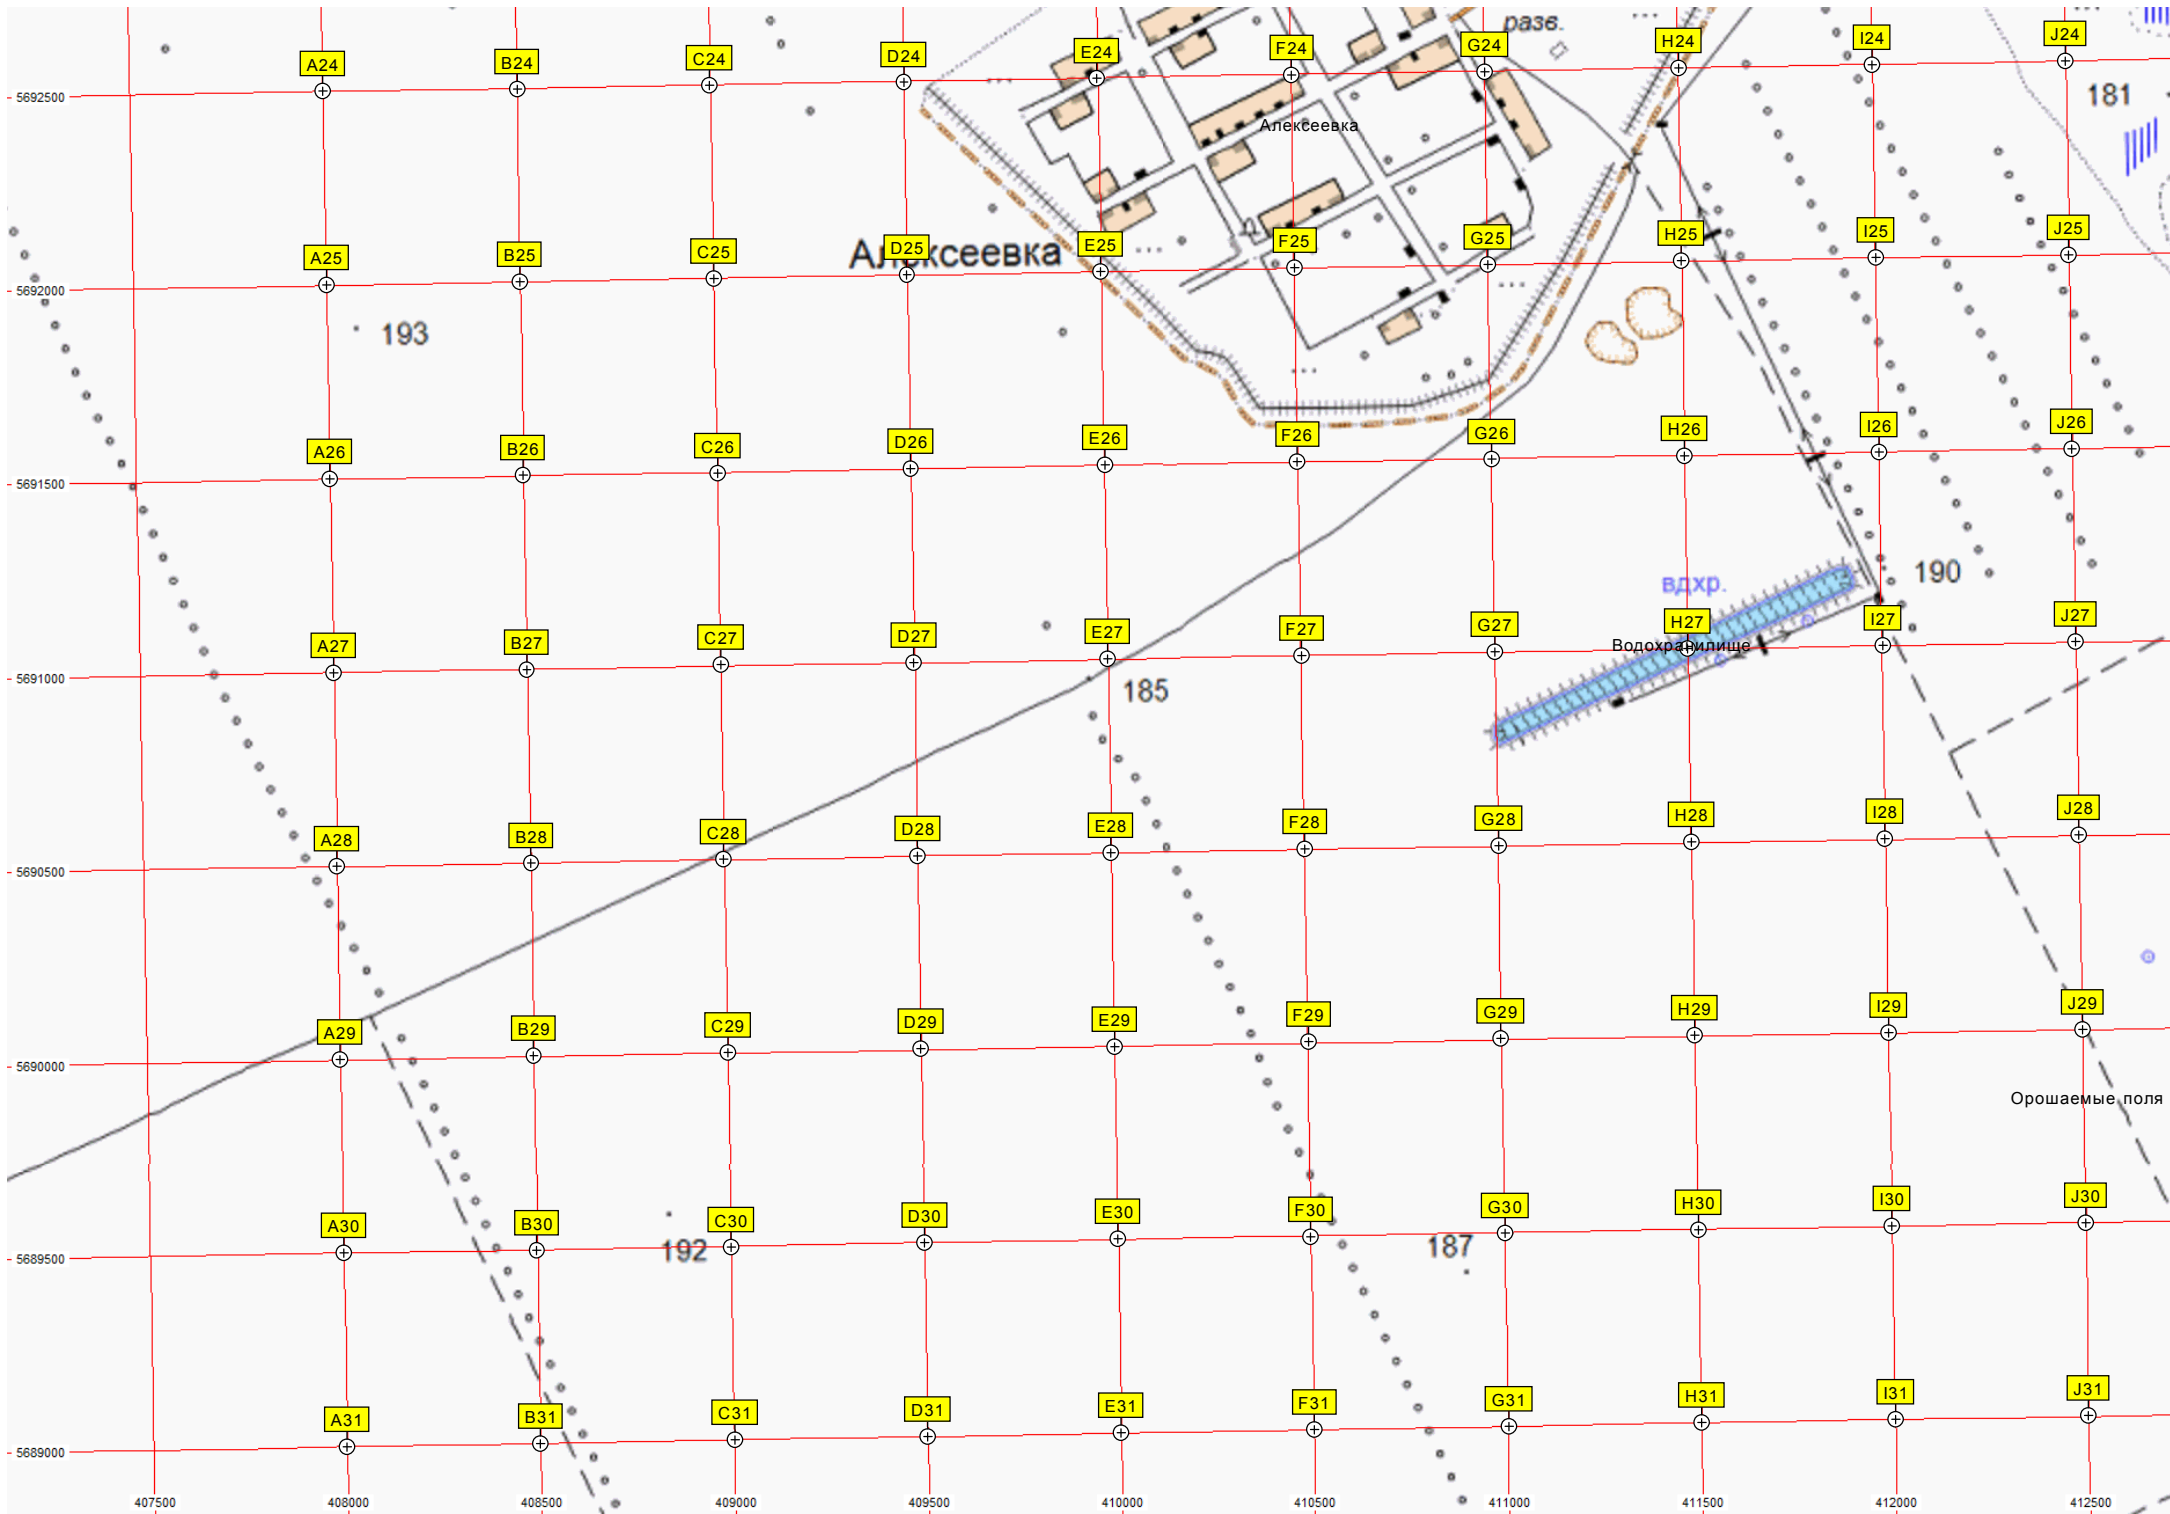 разв.
A24 B24 C24 D24 E24 F24 G24 H24 I24 J24
5692500
181
Алексеевка
Алексеевка
A25 B25 C25 D25 E25 F25 G25 H25 I25 J25
5692000
193
A26 B26 C26 D26 E26 F26 G26 H26 I26 J26
5691500
190
вдхр.
A27 B27 C27 D27 E27 F27 G27 H27 I27 J27
Водохранилище
5691000
185
A28 B28 C28 D28 E28 F28 G28 H28 I28 J28
5690500
A29 B29 C29 D29 E29 F29 G29 H29 I29 J29
5690000
Орошаемые поля
A30 B30 C30 D30 E30 F30 G30 H30 I30 J30
5689500
192
187
A31 B31 C31 D31 E31 F31 G31 H31 I31 J31
5689000
407500 408000 408500 409000 409500 410000 410500 411000 411500 412000 412500